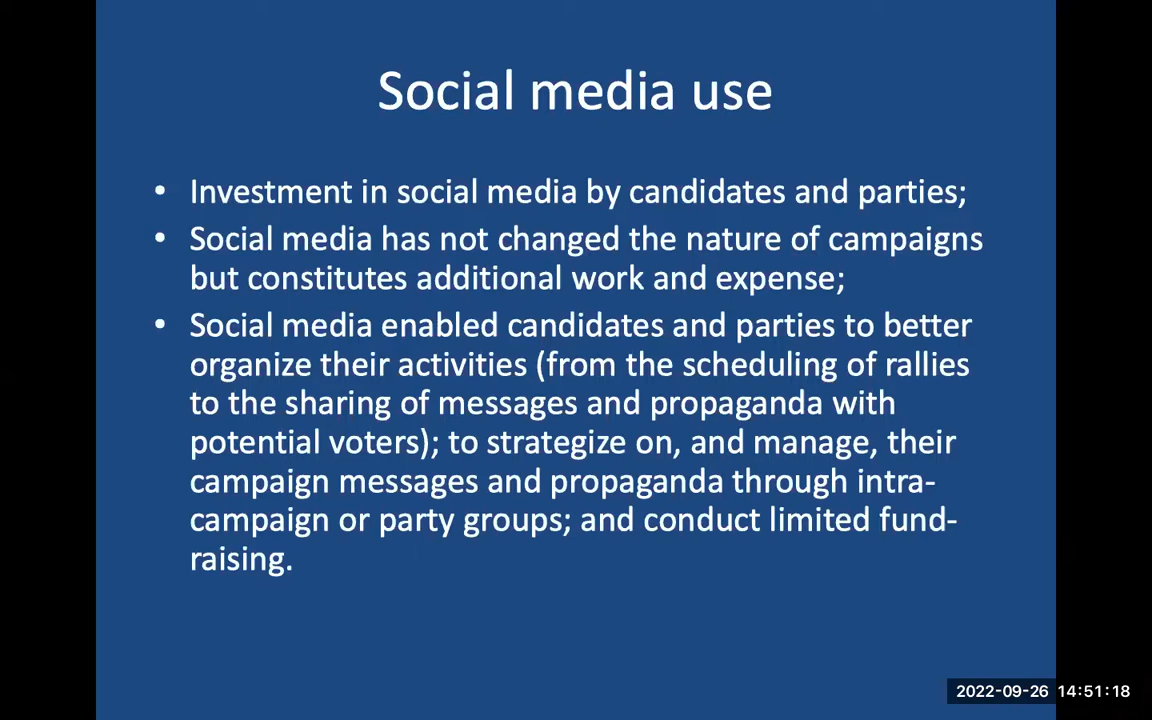 Social media use
• Investment in social media by candidates and parties;
• Social media has not changed the nature of campaigns
but constitutes additional work and expense;
• Social media enabled candidates and parties to better
organize their activities (from the scheduling of rallies
to the sharing of messages and propaganda with
potential voters); to strategize on, and manage, their
campaign messages and propaganda through intra-
campaign or party groups; and conduct limited fund-
raising.
2022-09-26 14:51:18